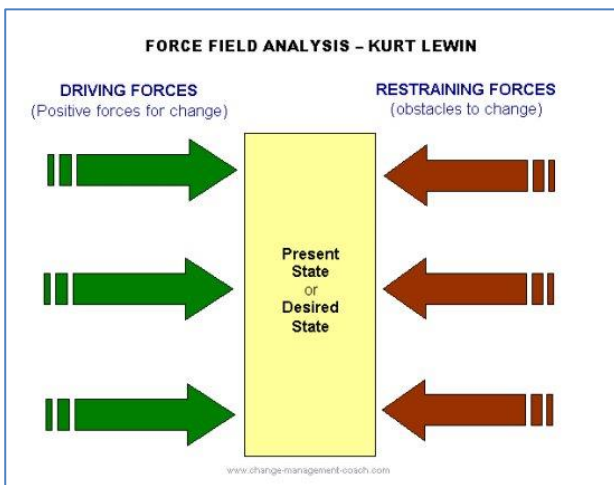 FORCE FIELD ANALYSIS – KURT LEWIN
DRIVING FORCES
(Positive forces for change)
RESTRAINING FORCES
(obstacles to change)
Present
State
or
Desired
State
www.change-management-coach.com